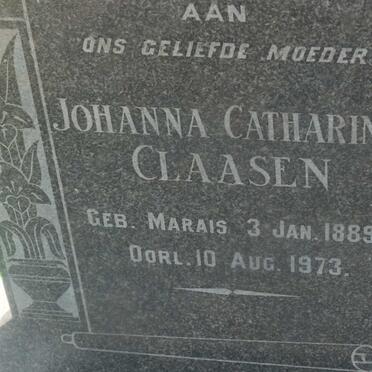 AAN
ONS GELIEFDE MOEDER
JOHANNA CATHARIN
CLAASEN
GEB. MARAIS 3 JAN. 1889
OORL. 10 AUG. 1973.